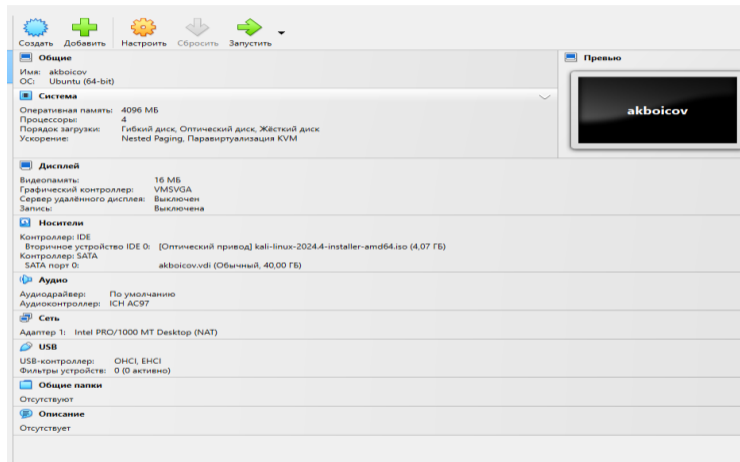 Создать Добавить Настроить Сбросить Запустить
Общие
Имя: akboicov
ОС: Ubuntu (64-bit)
Превью
akboicov
Система
Оперативная память: 4096 МБ
Процессоры: 4
Порядок загрузки: Гибкий диск, Оптический диск, Жёсткий диск
Ускорение: Nested Paging, Паравиртуализация KVM
Дисплей
Видеопамять: 16 МБ
Графический контроллер: VMSVGA
Сервер удалённого дисплея: Выключен
Запись: Выключена
Носители
Контроллер: IDE
Вторичное устройство IDE 0: [Оптический привод] kali-linux-2024.4-installer-amd64.iso (4,07 ГБ)
Контроллер: SATA
SATA порт 0: akboicov.vdi (Обычный, 40,00 ГБ)
Аудио
Аудиодрайвер: По умолчанию
Аудиоконтроллер: ICH AC97
Сеть
Адаптер 1: Intel PRO/1000 MT Desktop (NAT)
USB
USB-контроллер: OHCI, EHCI
Фильтры устройств: 0 (0 активно)
Общие папки
Отсутствуют
Описание
Отсутствует